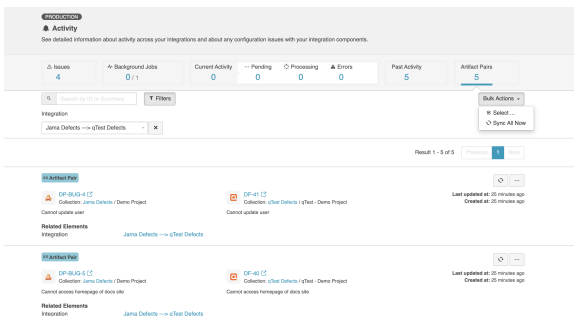 PRODUCTION
Activity
See detailed information about activity across your integrations and about any configuration issues with your integration components.
Issues
4
Background Jobs
0 / 1
Current Activity
0
Pending
0
Processing
0
Errors
0
Past Activity
5
Artifact Pairs
5
Search by ID or Summary
Filters
Bulk Actions
Select ...
Sync All Now
Integration
Jama Defects —> qTest Defects
Result 1 - 5 of 5
Previous 1 Next
Artifact Pair
DP-BUG-4
Collection: Jama Defects / Demo Project
Cannot update user
DF-41
Collection: qTest Defects / qTest - Demo Project
Cannot update user
Last updated at: 25 minutes ago
Created at: 25 minutes ago
Related Elements
Integration Jama Defects —> qTest Defects
Artifact Pair
DP-BUG-5
Collection: Jama Defects / Demo Project
Cannot access homepage of docs site
DF-40
Collection: qTest Defects / qTest - Demo Project
Cannot access homepage of docs site
Last updated at: 25 minutes ago
Created at: 25 minutes ago
Related Elements
Integration Jama Defects —> qTest Defects